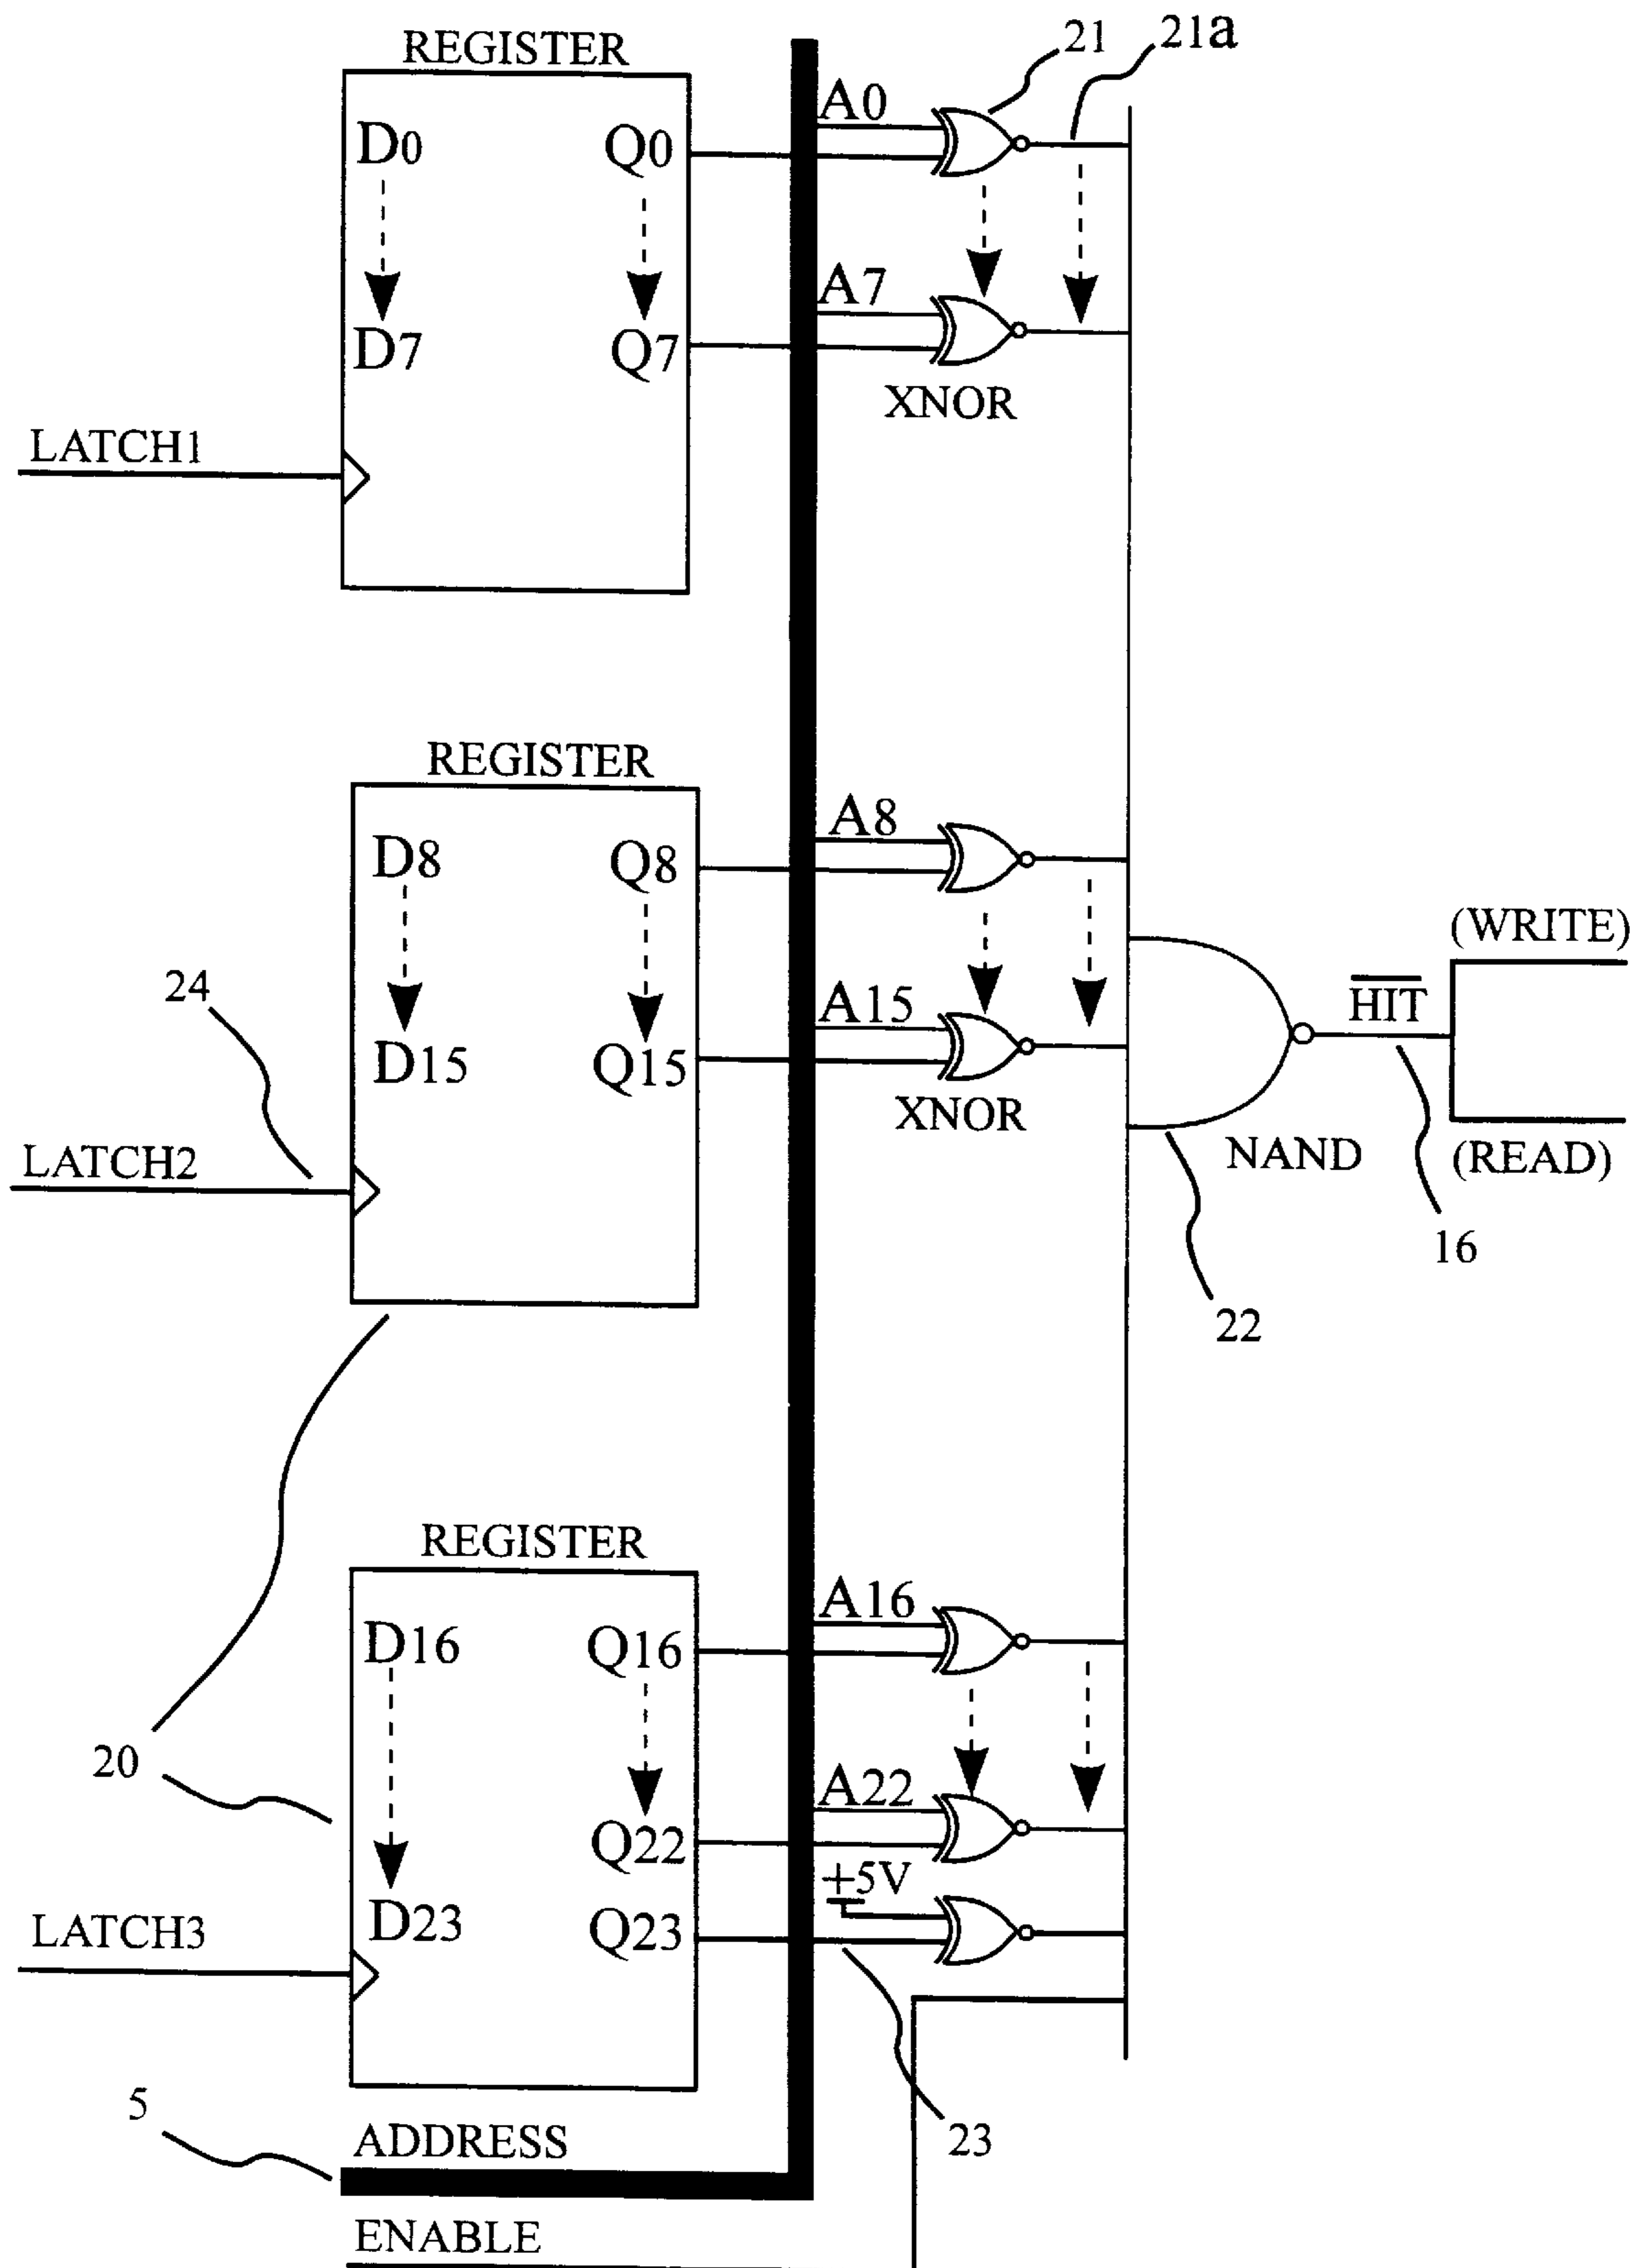 REGISTER
21
21a
D0
Q0
A0
D7
Q7
A7
XNOR
LATCH1
REGISTER
D8
Q8
A8
24
D15
Q15
A15
XNOR
(WRITE)
HIT
NAND
(READ)
LATCH2
16
22
REGISTER
D16
Q16
A16
20
Q22
A22
+5V
D23
Q23
LATCH3
5
ADDRESS
23
ENABLE